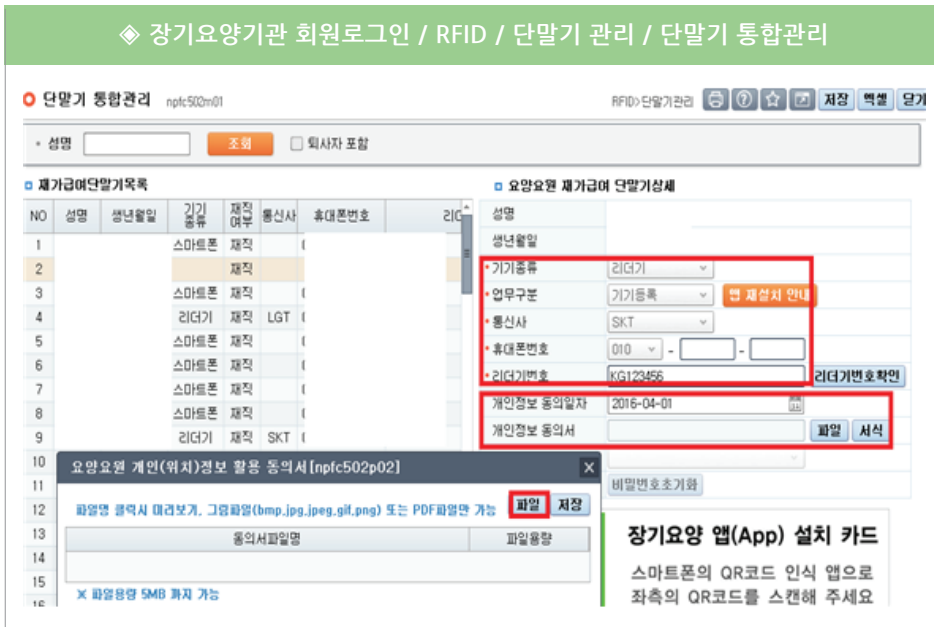 ◈ 장기요양기관 회원로그인 / RFID / 단말기 관리 / 단말기 통합관리
단말기 통합관리 npfc502m01 RFID>단말기관리 저장 엑셀 닫기
성명 조회 퇴사자 포함
재가급여단말기목록
NO 성명 생년월일 기기종류 재직여부 통신사 휴대폰번호
1 스마트폰 재직
2 재직
3 스마트폰 재직
4 리더기 재직 LGT
5 스마트폰 재직
6 스마트폰 재직
7 스마트폰 재직
8 스마트폰 재직
9 리더기 재직 SKT
10
11
12
13
14
15
16
요양요원 재가급여 단말기상세
성명
생년월일
*기기종류 리더기
*업무구분 기기등록 앱 재설치 안내
*통신사 SKT
*휴대폰번호 010 - -
*리더기번호 KG123456 리더기번호확인
개인정보 동의일자 2016-04-01
개인정보 동의서 파일 서식
비밀번호초기화
요양요원 개인(위치)정보 활용 동의서[npfc502p02] X
파일명 클릭시 미리보기, 그림파일(bmp,jpg,jpeg,gif,png) 또는 PDF파일만 가능 파일 저장
동의서파일명 파일용량
※ 파일용량 5MB 까지 가능
장기요양 앱(App) 설치 카드
스마트폰의 QR코드 인식 앱으로
좌측의 QR코드를 스캔해 주세요